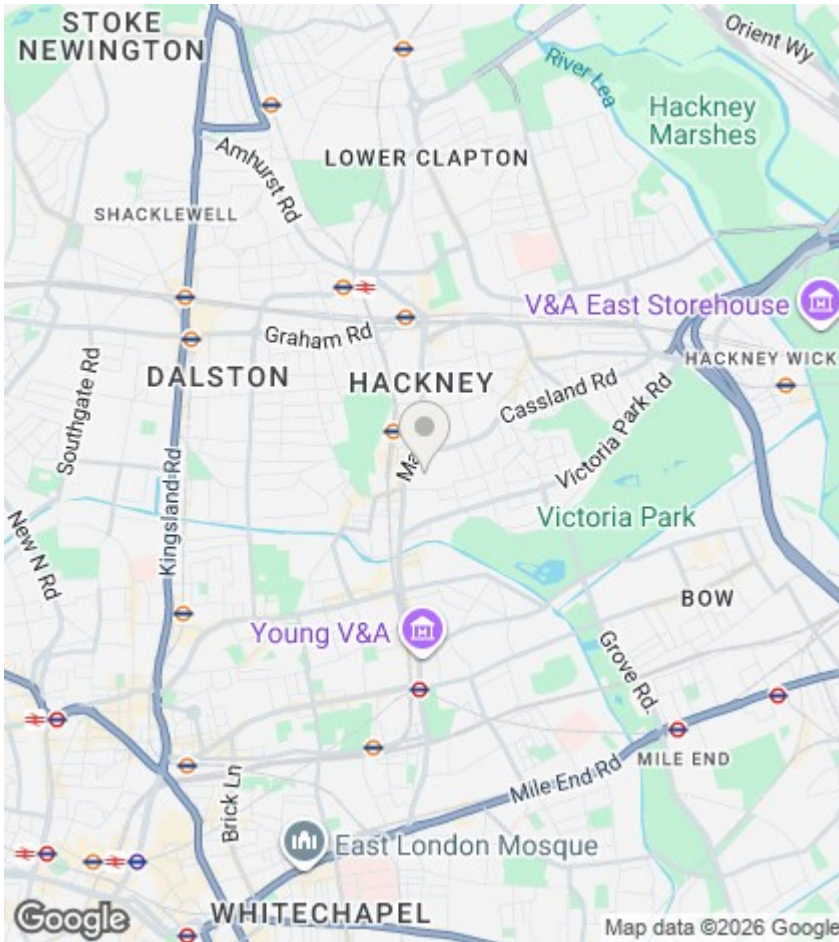 STOKE
NEWINGTON
Orient Wy
River Lea
Hackney
Marshes
LOWER CLAPTON
Amhurst Rd
SHACKLEWELL
V&A East Storehouse
Graham Rd
HACKNEY WICK
DALSTON
HACKNEY
Cassland Rd
Southgate Rd
Victoria Park Rd
Ma
Kingsland Rd
Victoria Park
New N Rd
BOW
Young V&A
Grove Rd.
MILE END
Mile End Rd
Brick Ln
East London Mosque
WHITECHAPEL
Google
Map data ©2026 Google